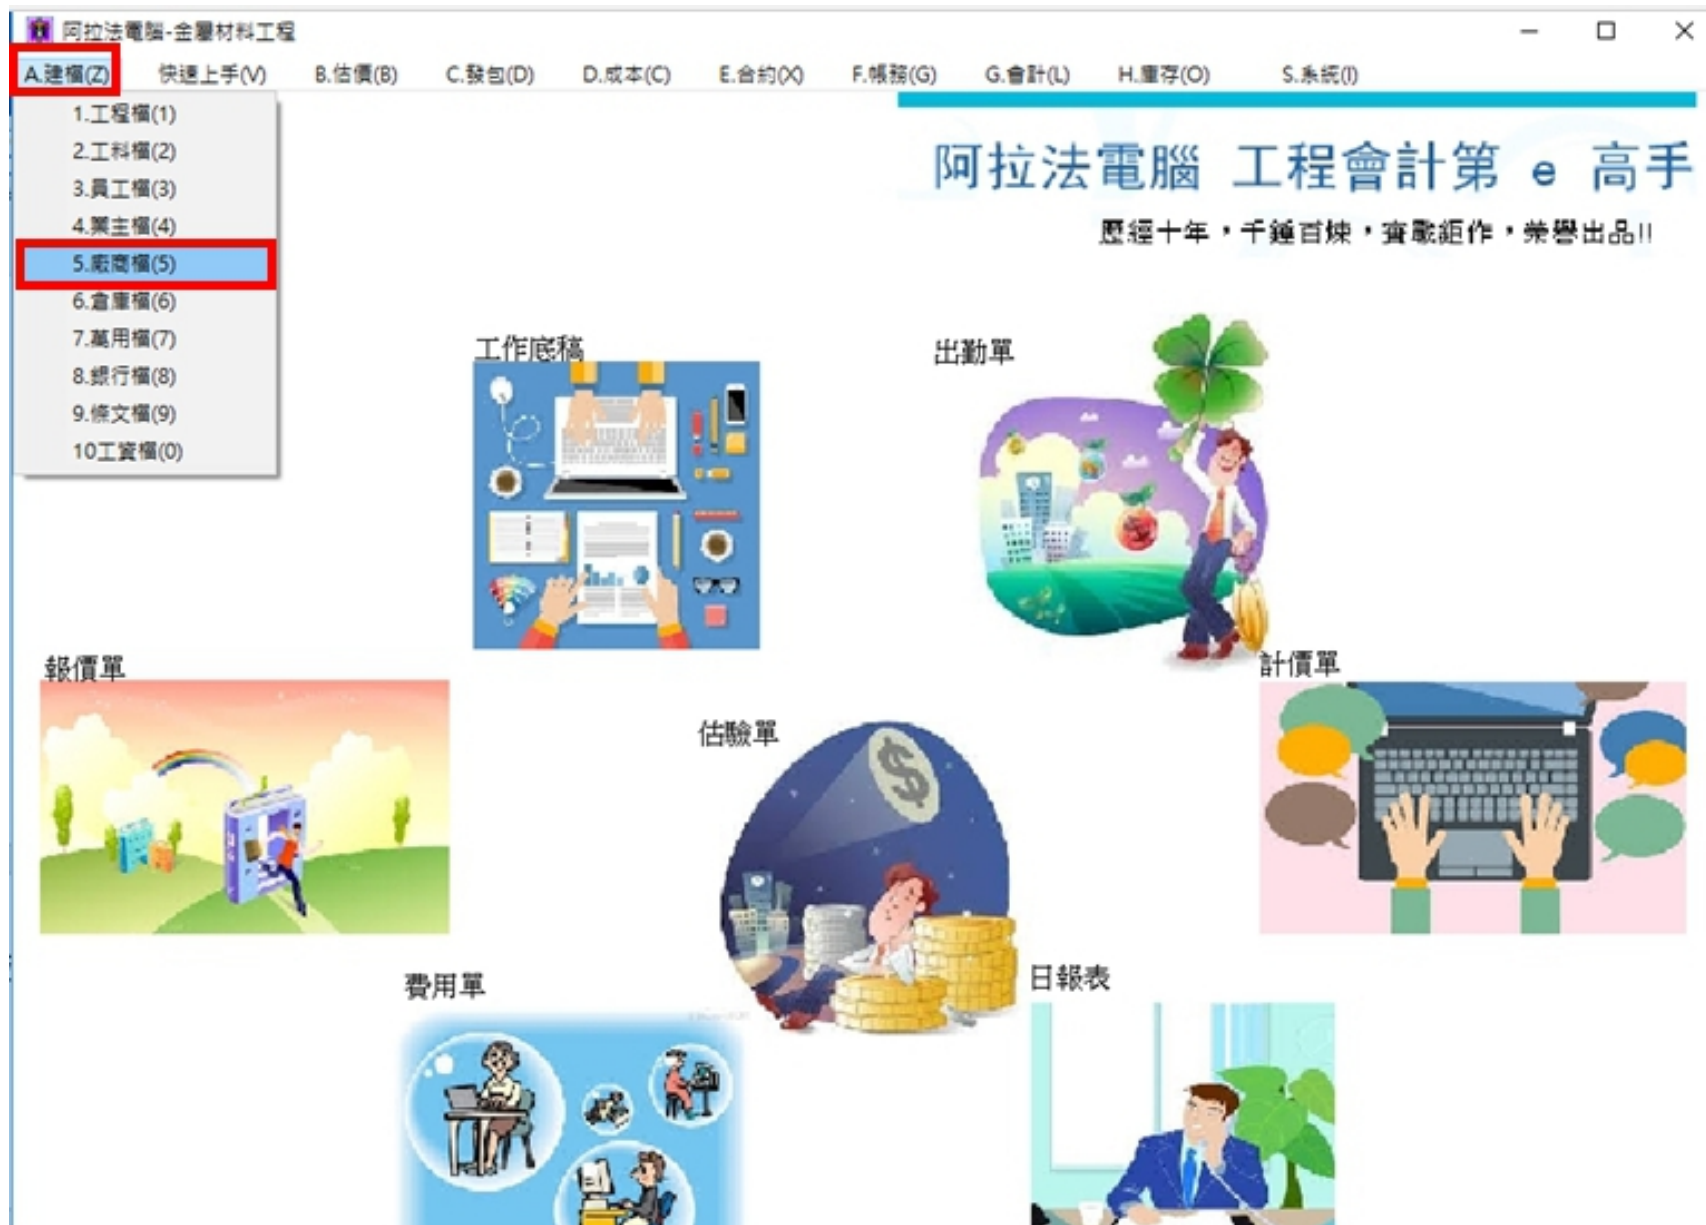 阿拉法電腦-金屬材料工程
A.建檔(Z) 快速上手(V) B.估價(B) C.發包(D) D.成本(C) E.合約(X) F.帳務(G) G.會計(L) H.庫存(O) S.系統(I)
1.工程檔(1)
2.工料檔(2)
3.員工檔(3)
4.業主檔(4)
5.廠商檔(5)
6.倉庫檔(6)
7.萬用檔(7)
8.銀行檔(8)
9.條文檔(9)
10工資檔(0)
阿拉法電腦 工程會計第 e 高手
歷經十年，千錘百煉，實戰鉅作，榮譽出品!!
工作底稿
出勤單
報價單
計價單
估驗單
費用單
日報表